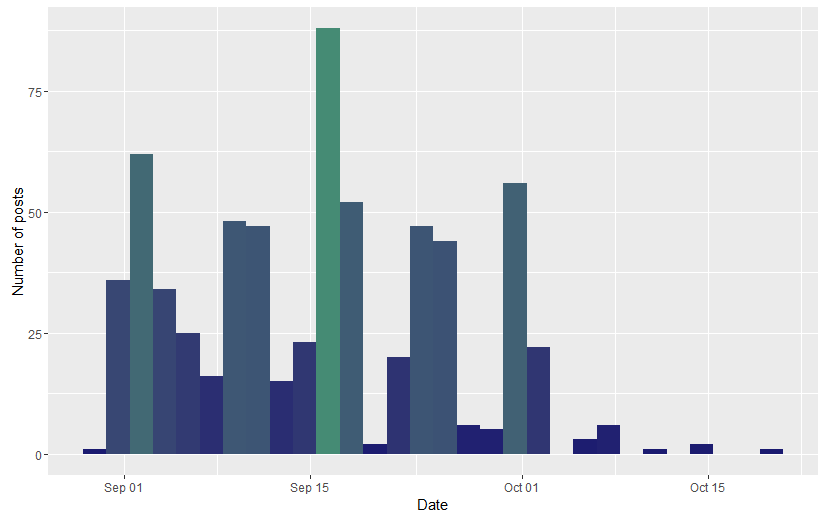 Number of posts
75
50
25
0
Sep 01
Sep 15
Oct 01
Oct 15
Date